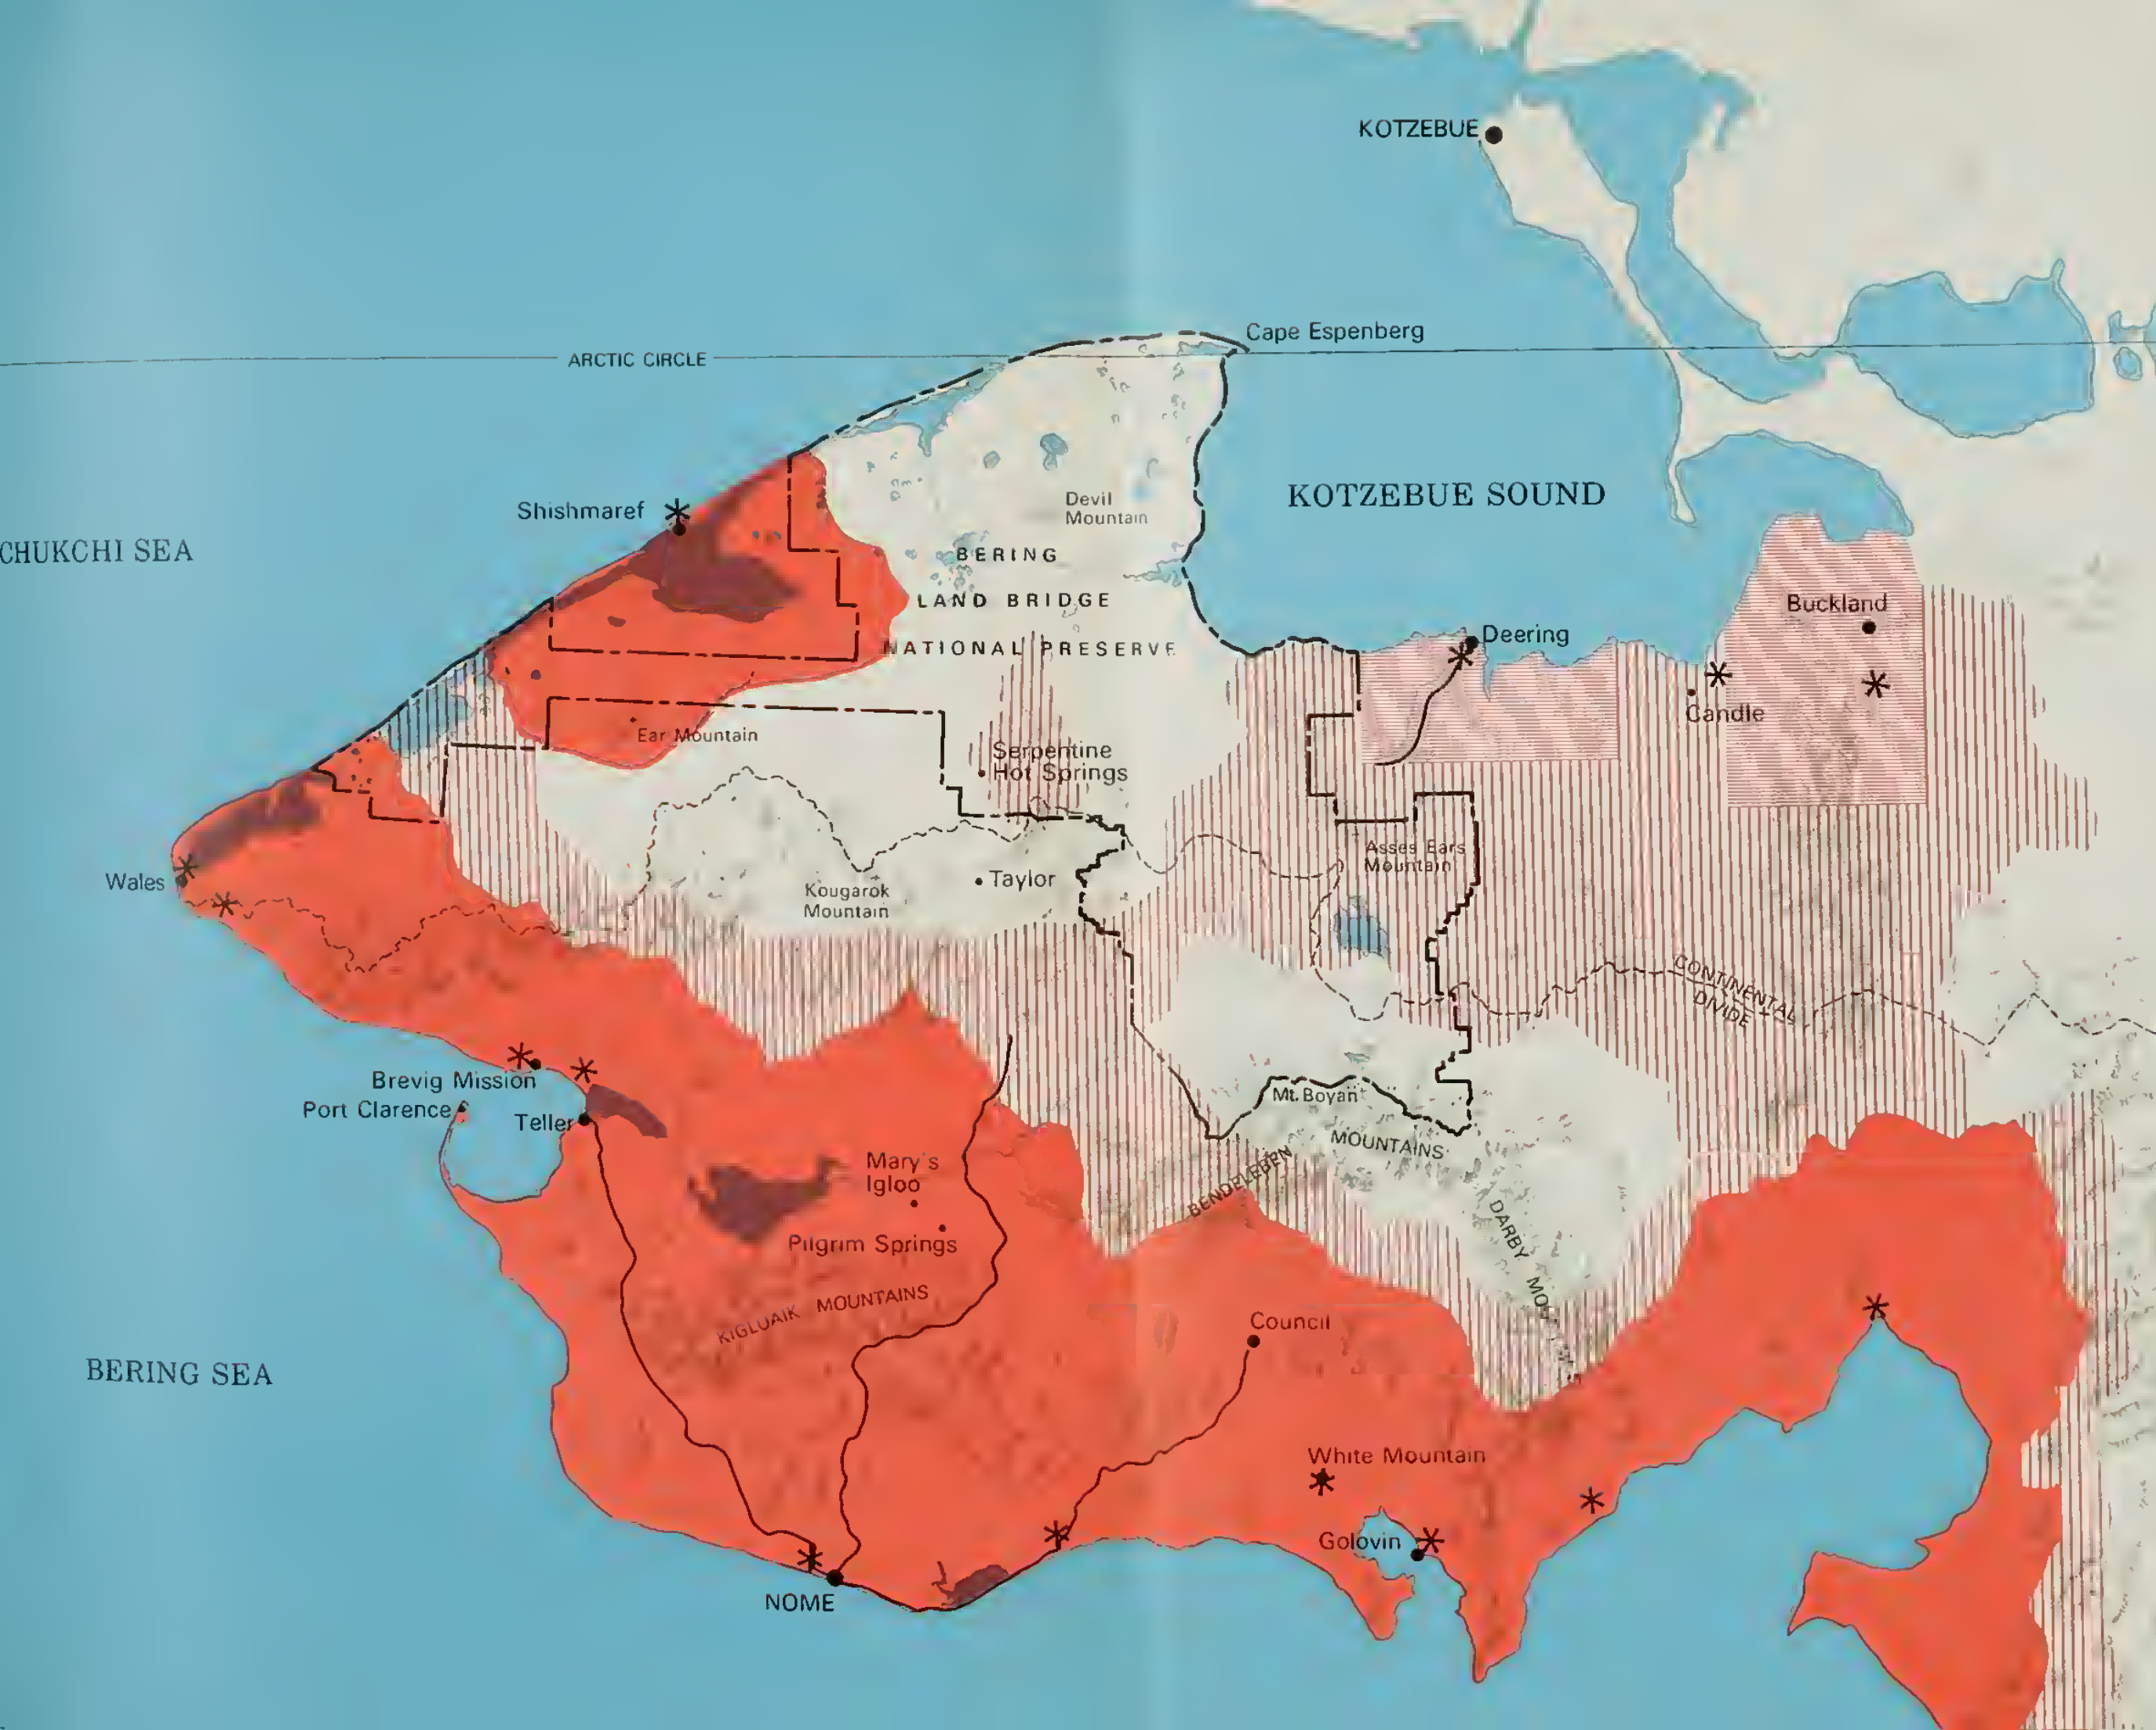 KOTZEBUE
Cape Espenberg
ARCTIC CIRCLE
Shishmaref
Devil
Mountain
KOTZEBUE SOUND
CHUKCHI SEA
BERING
LAND BRIDGE
NATIONAL PRESERVE
Buckland
Deering
Candle
Ear Mountain
Serpentine
Hot Springs
Asses Ears
Mountain
Wales
Kougarok
Mountain
Taylor
CONTINENTAL
DIVIDE
Brevig Mission
Port Clarence
Teller
Mt. Boyan
MOUNTAINS
BENDELEBEN
Mary's
Igloo
Pilgrim Springs
DARBY MO
KIGLUAIK MOUNTAINS
Council
BERING SEA
White Mountain
Golovin
NOME